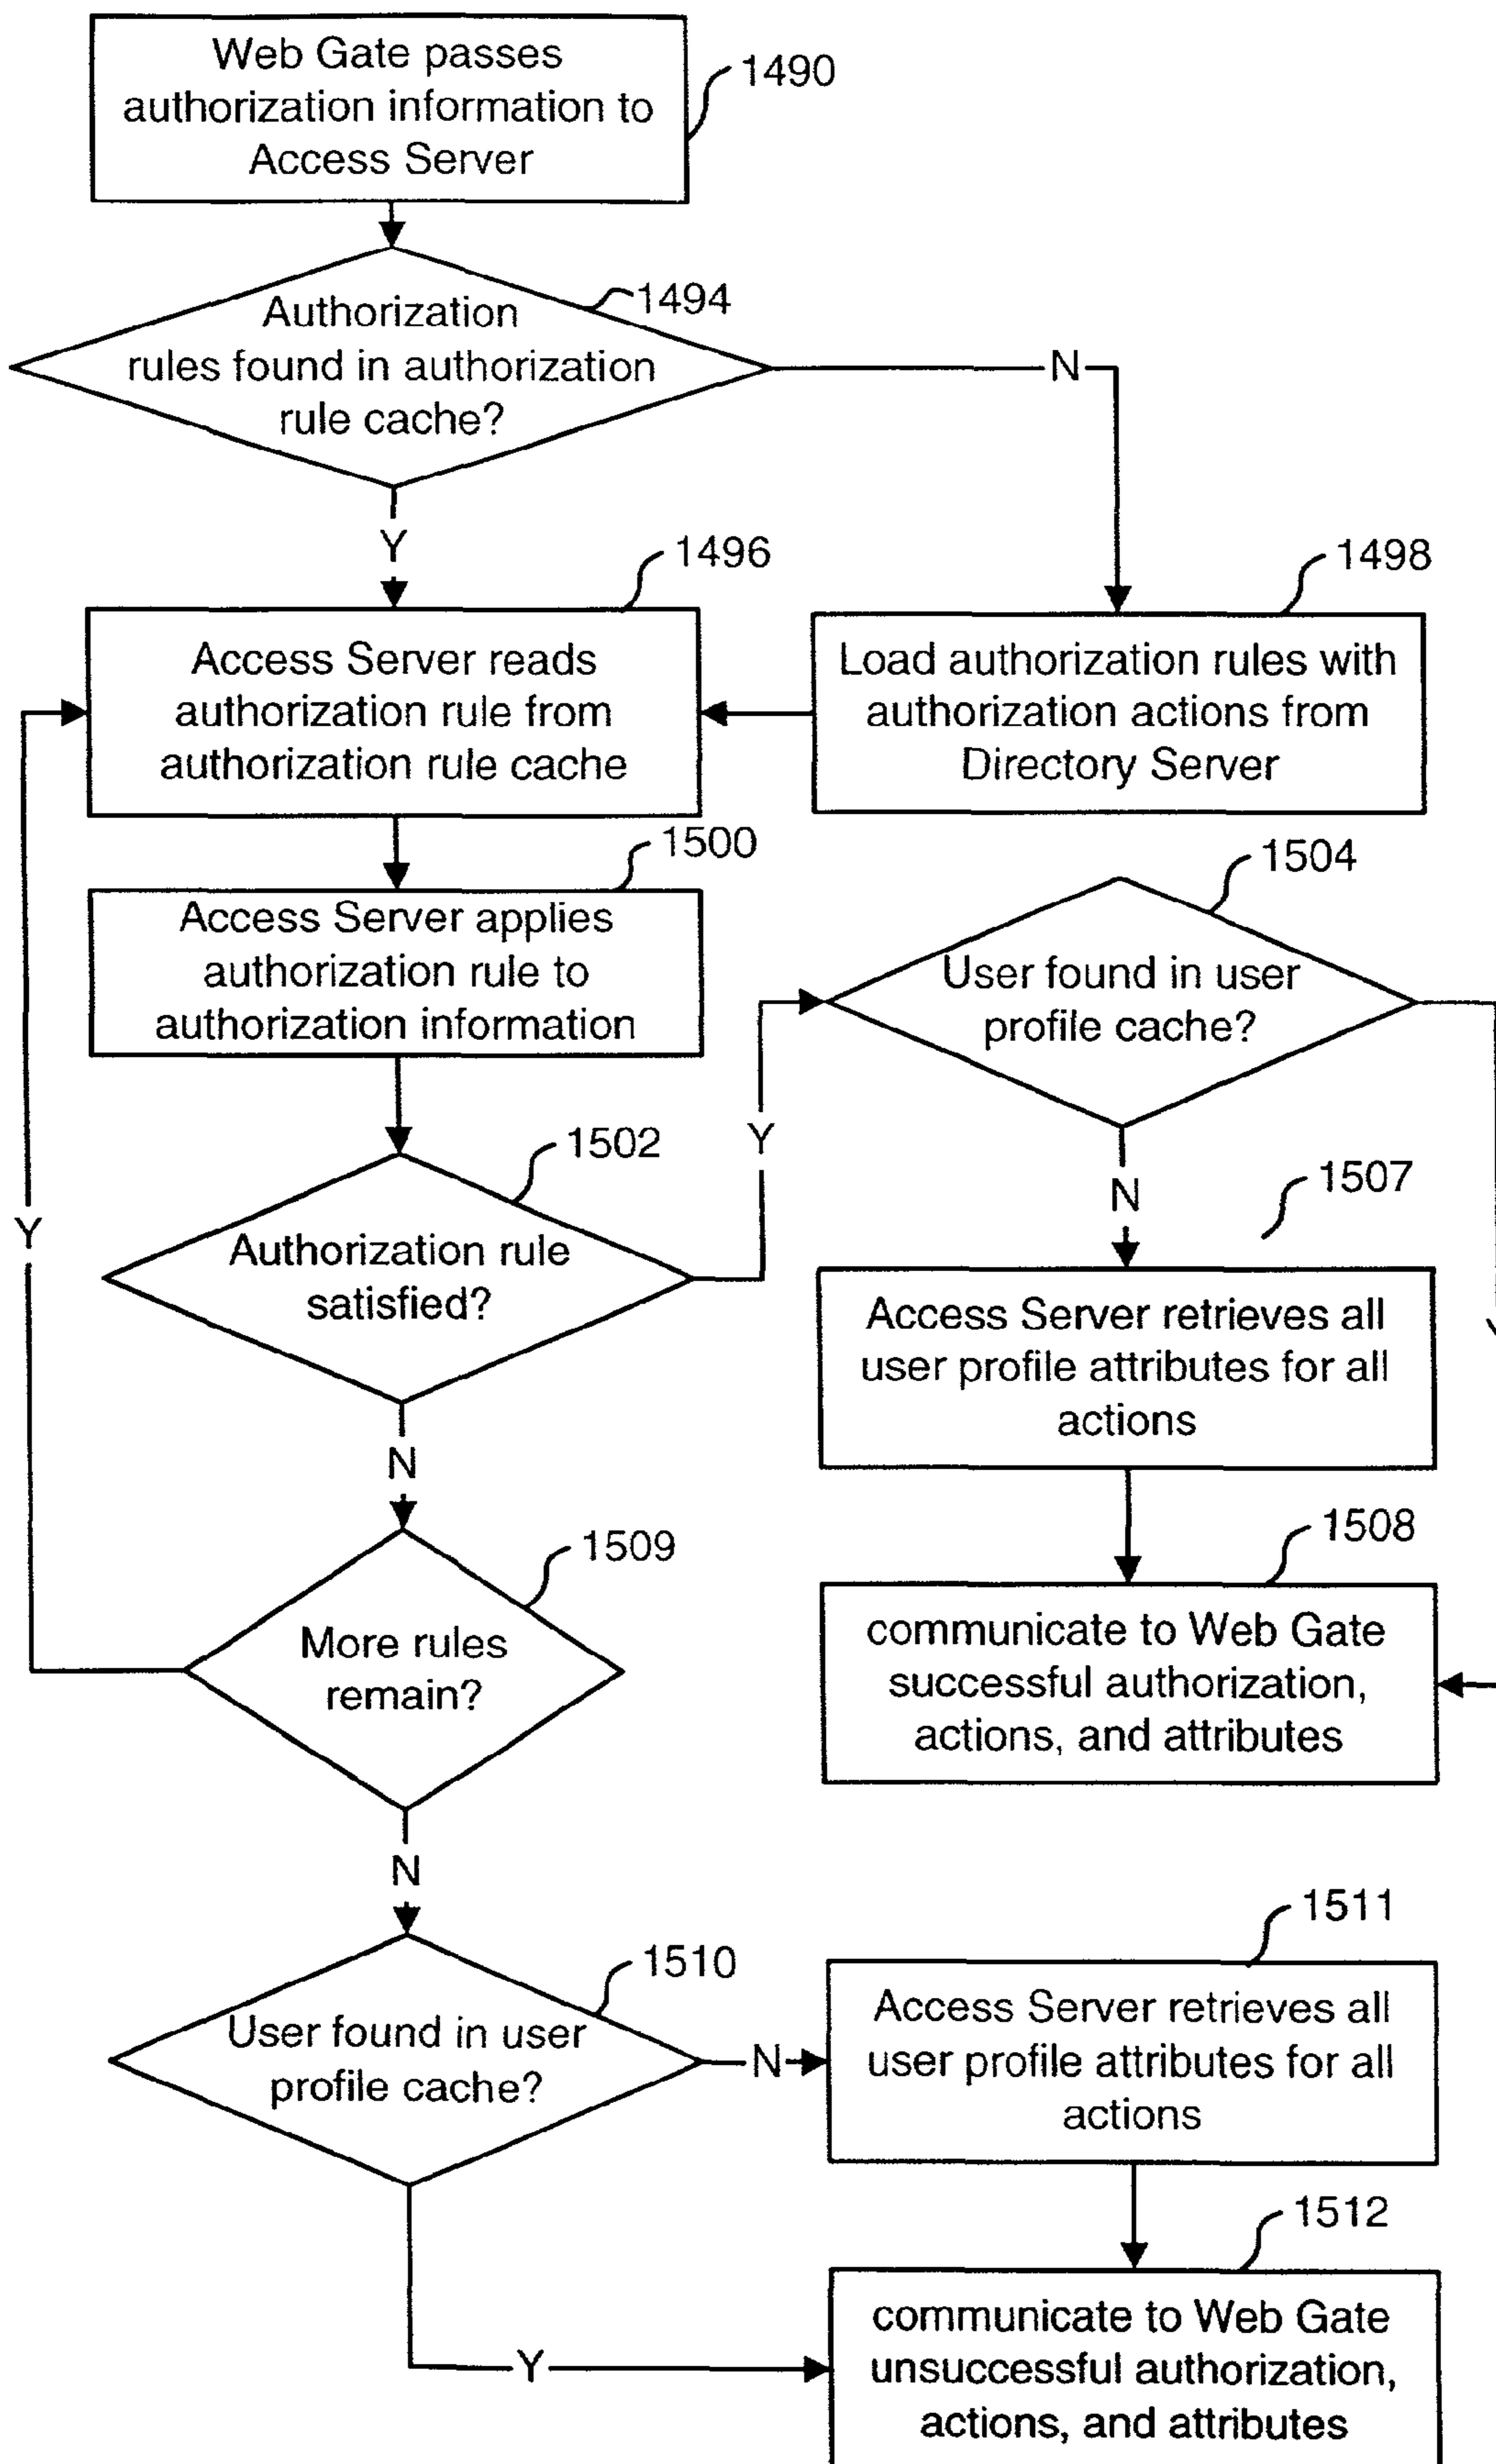 Web Gate passes
authorization information to
Access Server
1490
Authorization
rules found in authorization
rule cache?
1494
N
Y
1496
Access Server reads
authorization rule from
authorization rule cache
1498
Load authorization rules with
authorization actions from
Directory Server
1500
Access Server applies
authorization rule to
authorization information
1504
User found in user
profile cache?
Y
1502
Authorization rule
satisfied?
Y
N
1507
Access Server retrieves all
user profile attributes for all
actions
N
1509
More rules
remain?
1508
communicate to Web Gate
successful authorization,
actions, and attributes
N
1510
User found in user
profile cache?
N
1511
Access Server retrieves all
user profile attributes for all
actions
Y
1512
communicate to Web Gate
unsuccessful authorization,
actions, and attributes